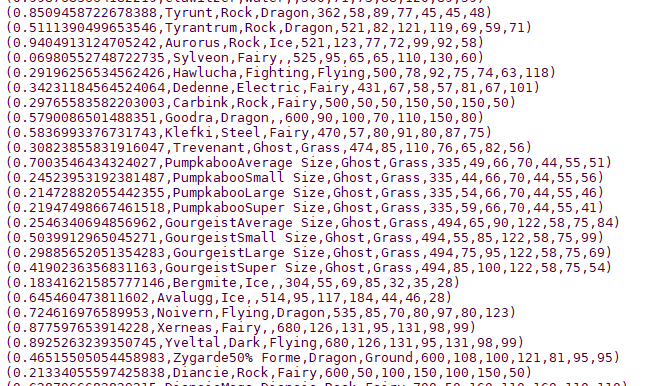 (0.8509458722678388,Tyrunt,Rock,Dragon,362,58,89,77,45,45,48)
(0.5111390499653546,Tyrantrum,Rock,Dragon,521,82,121,119,69,59,71)
(0.9404913124705242,Aurorus,Rock,Ice,521,123,77,72,99,92,58)
(0.06980552748722735,Sylveon,Fairy,,525,95,65,65,110,130,60)
(0.29196256534562426,Hawlucha,Fighting,Flying,500,78,92,75,74,63,118)
(0.34231184564524064,Dedenne,Electric,Fairy,431,67,58,57,81,67,101)
(0.29765583582203003,Carbink,Rock,Fairy,500,50,50,150,50,150,50)
(0.5790086501488351,Goodra,Dragon,,600,90,100,70,110,150,80)
(0.5836993376731743,Klefki,Steel,Fairy,470,57,80,91,80,87,75)
(0.30823855831916047,Trevenant,Ghost,Grass,474,85,110,76,65,82,56)
(0.7003546434324027,PumpkabooAverage Size,Ghost,Grass,335,49,66,70,44,55,51)
(0.24523953192381487,PumpkabooSmall Size,Ghost,Grass,335,44,66,70,44,55,56)
(0.21472882055442355,PumpkabooLarge Size,Ghost,Grass,335,54,66,70,44,55,46)
(0.21947498667461518,PumpkabooSuper Size,Ghost,Grass,335,59,66,70,44,55,41)
(0.2546340694856962,GourgeistAverage Size,Ghost,Grass,494,65,90,122,58,75,84)
(0.5039912965045271,GourgeistSmall Size,Ghost,Grass,494,55,85,122,58,75,99)
(0.29885652051354283,GourgeistLarge Size,Ghost,Grass,494,75,95,122,58,75,69)
(0.4190236356831163,GourgeistSuper Size,Ghost,Grass,494,85,100,122,58,75,54)
(0.18341621585777146,Bergmite,Ice,,304,55,69,85,32,35,28)
(0.645460473811602,Avalugg,Ice,,514,95,117,184,44,46,28)
(0.724616976589953,Noivern,Flying,Dragon,535,85,70,80,97,80,123)
(0.877597653914228,Xerneas,Fairy,,680,126,131,95,131,98,99)
(0.8925263239350745,Yveltal,Dark,Flying,680,126,131,95,131,98,99)
(0.46515505054458983,Zygarde50% Forme,Dragon,Ground,600,108,100,121,81,95,95)
(0.21334055597425838,Diancie,Rock,Fairy,600,50,100,150,100,150,50)